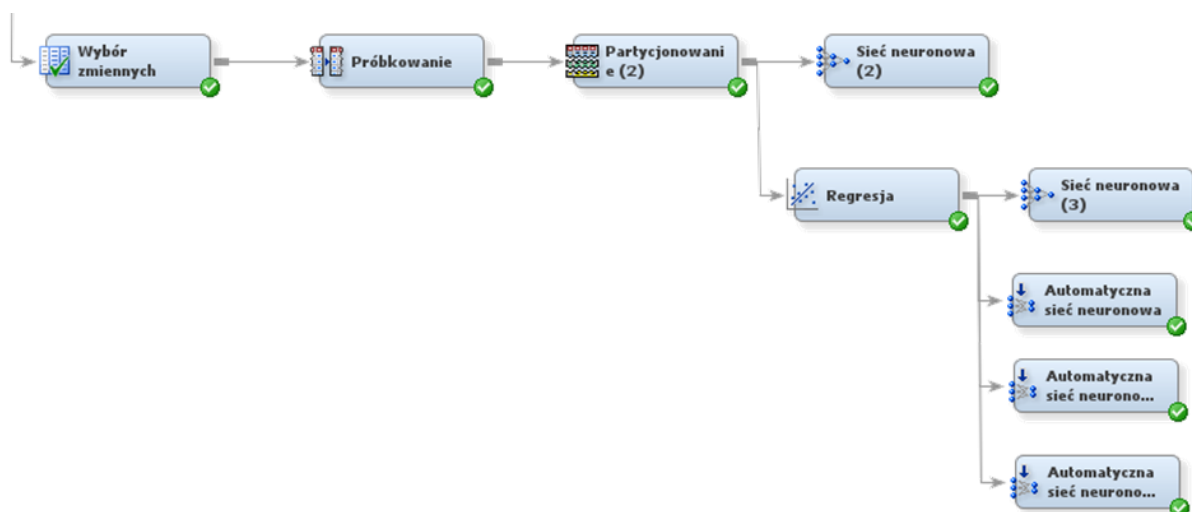 Wybór
zmiennych
Próbkowanie
Partycjonowani
e (2)
Sieć neuronowa
(2)
Regresja
Sieć neuronowa
(3)
Automatyczna
sieć neuronowa
Automatyczna
sieć neurono...
Automatyczna
sieć neurono...